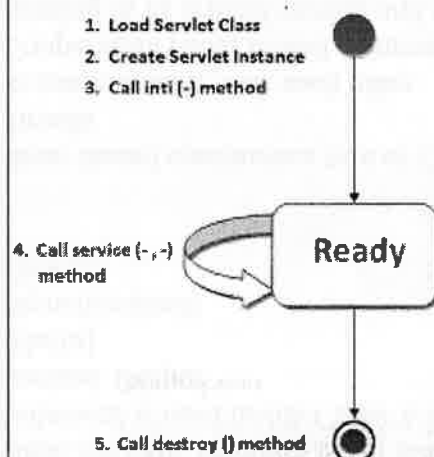 1. Load Servlet Class
2. Create Servlet Instance
3. Call inti (-) method
Ready
4. Call service (-,-)
method
5. Call destroy () method